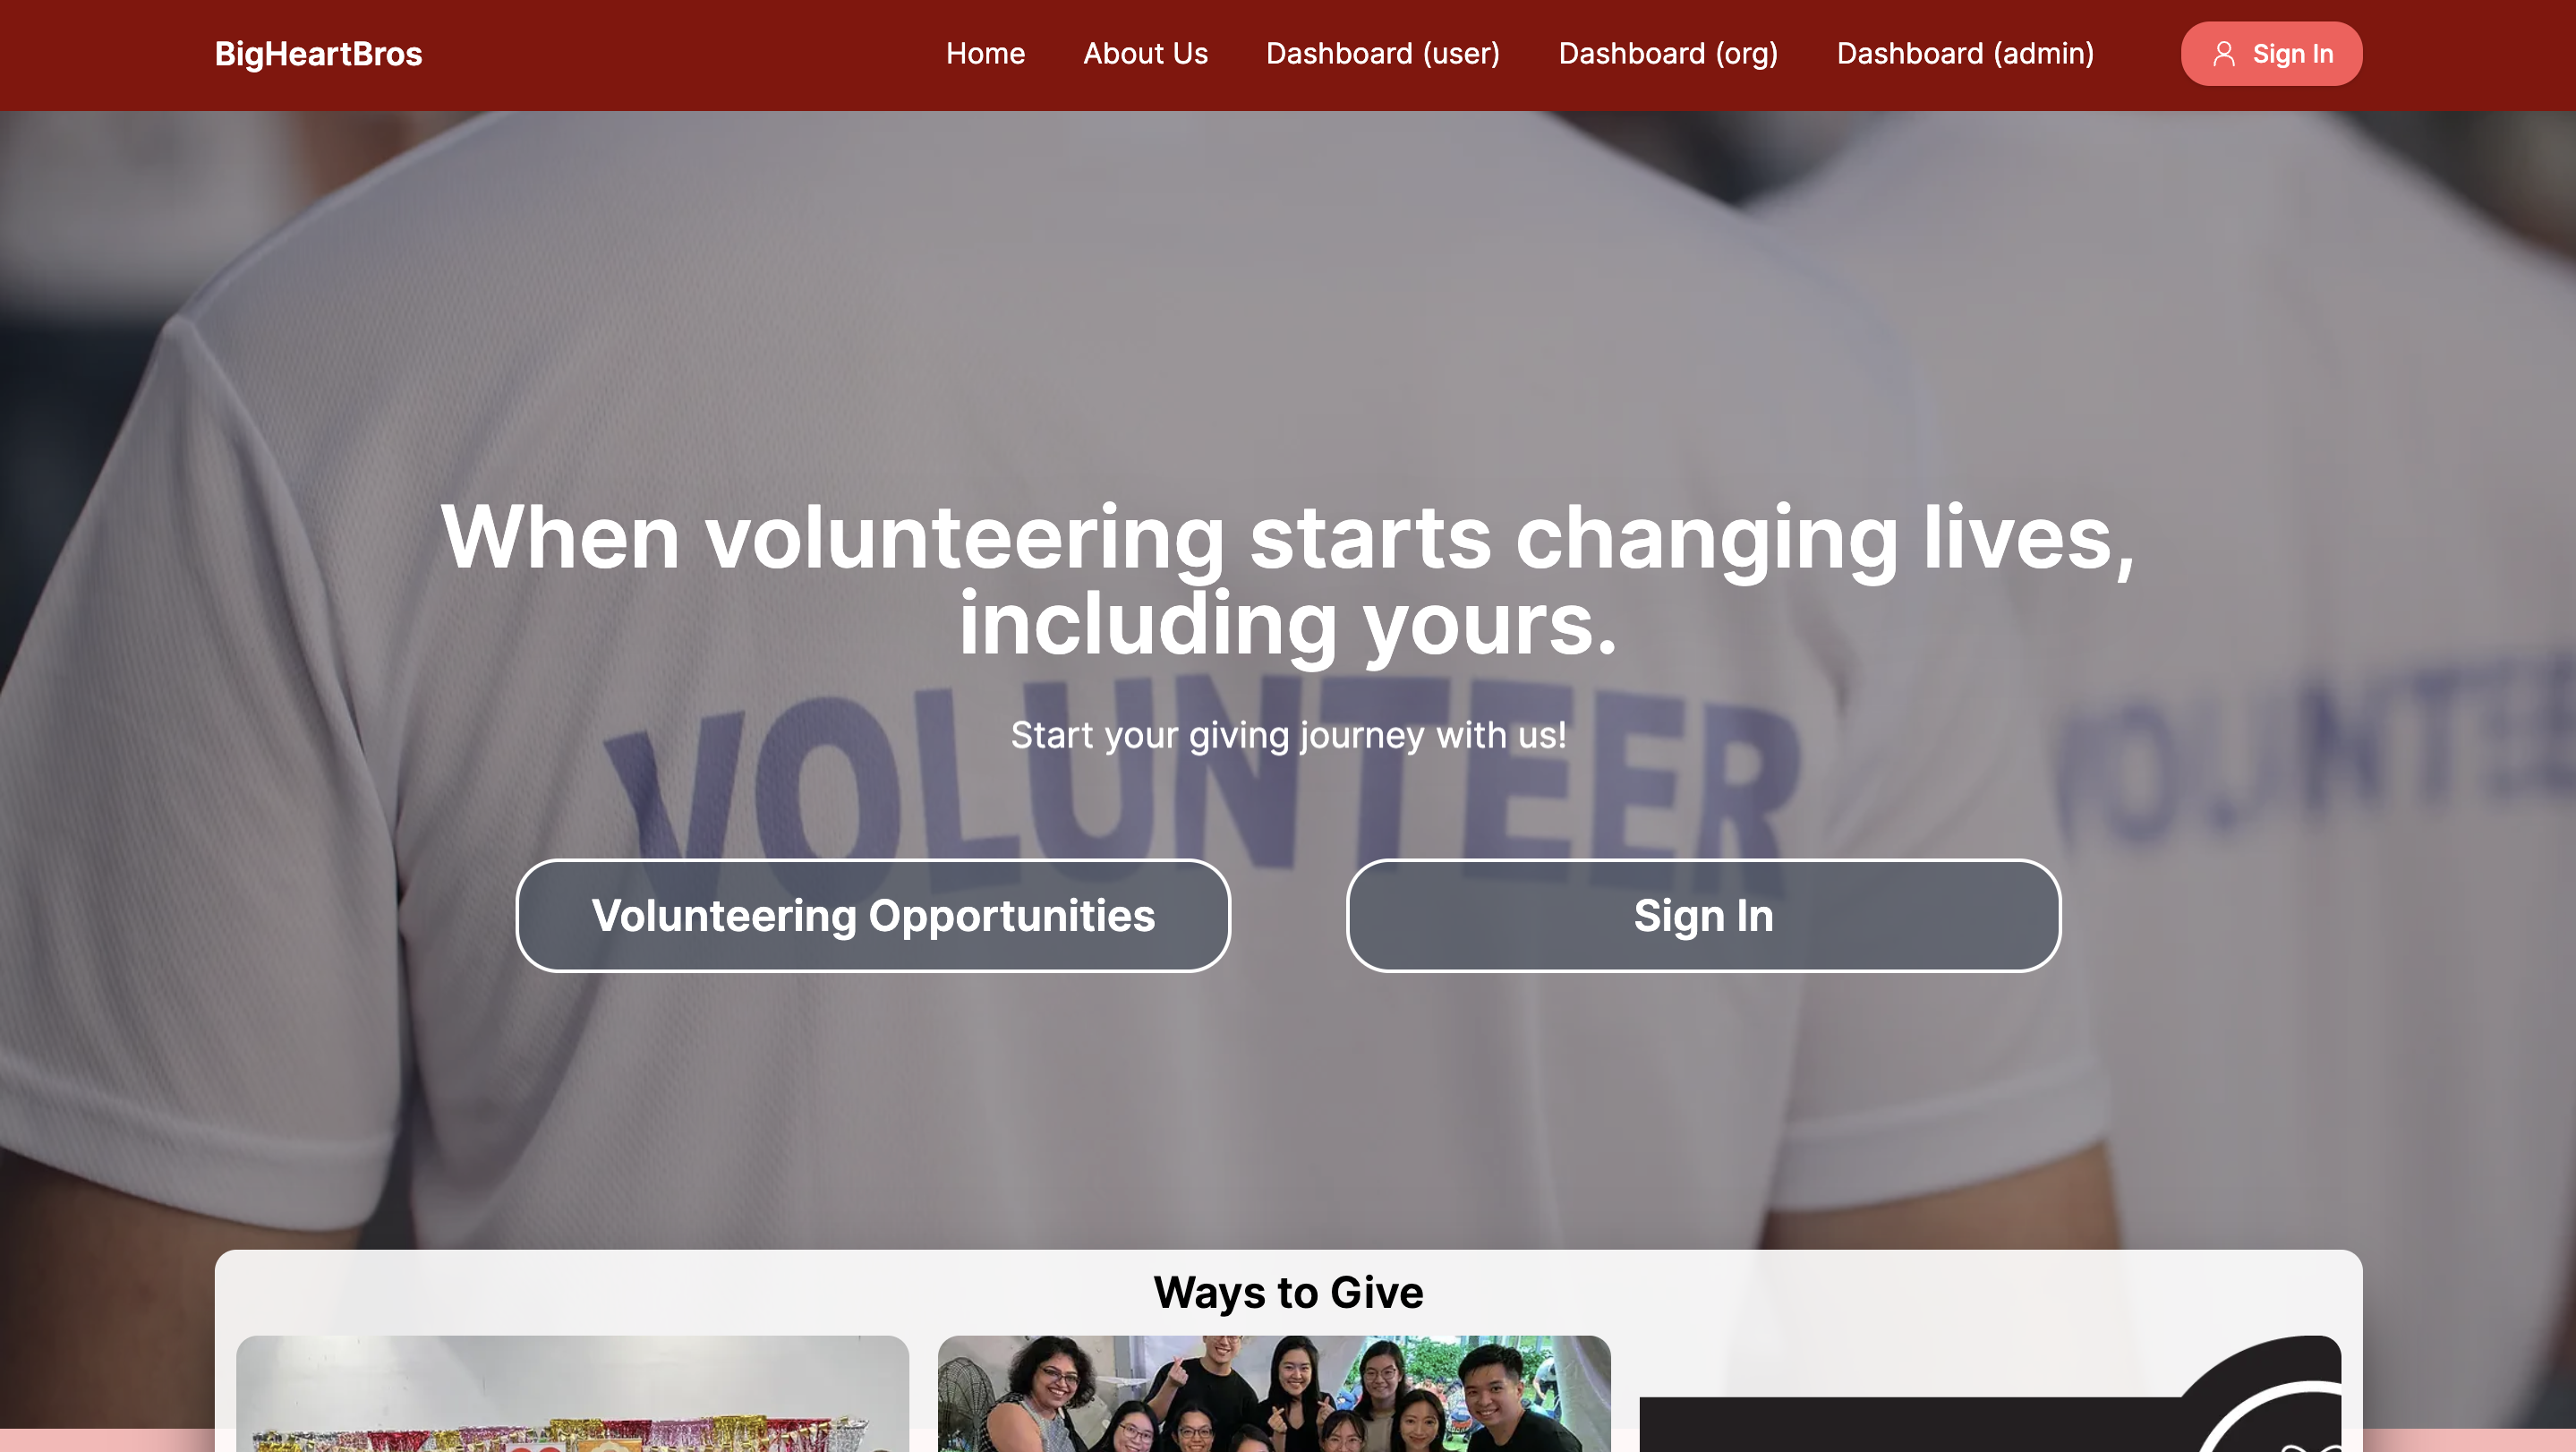 BigHeartBros
Home
About Us
Dashboard (user)
Dashboard (org)
Dashboard (admin)
Sign In
When volunteering starts changing lives,
including yours.
Start your giving journey with us!
VOLUNTEER
Volunteering Opportunities
Sign In
Ways to Give